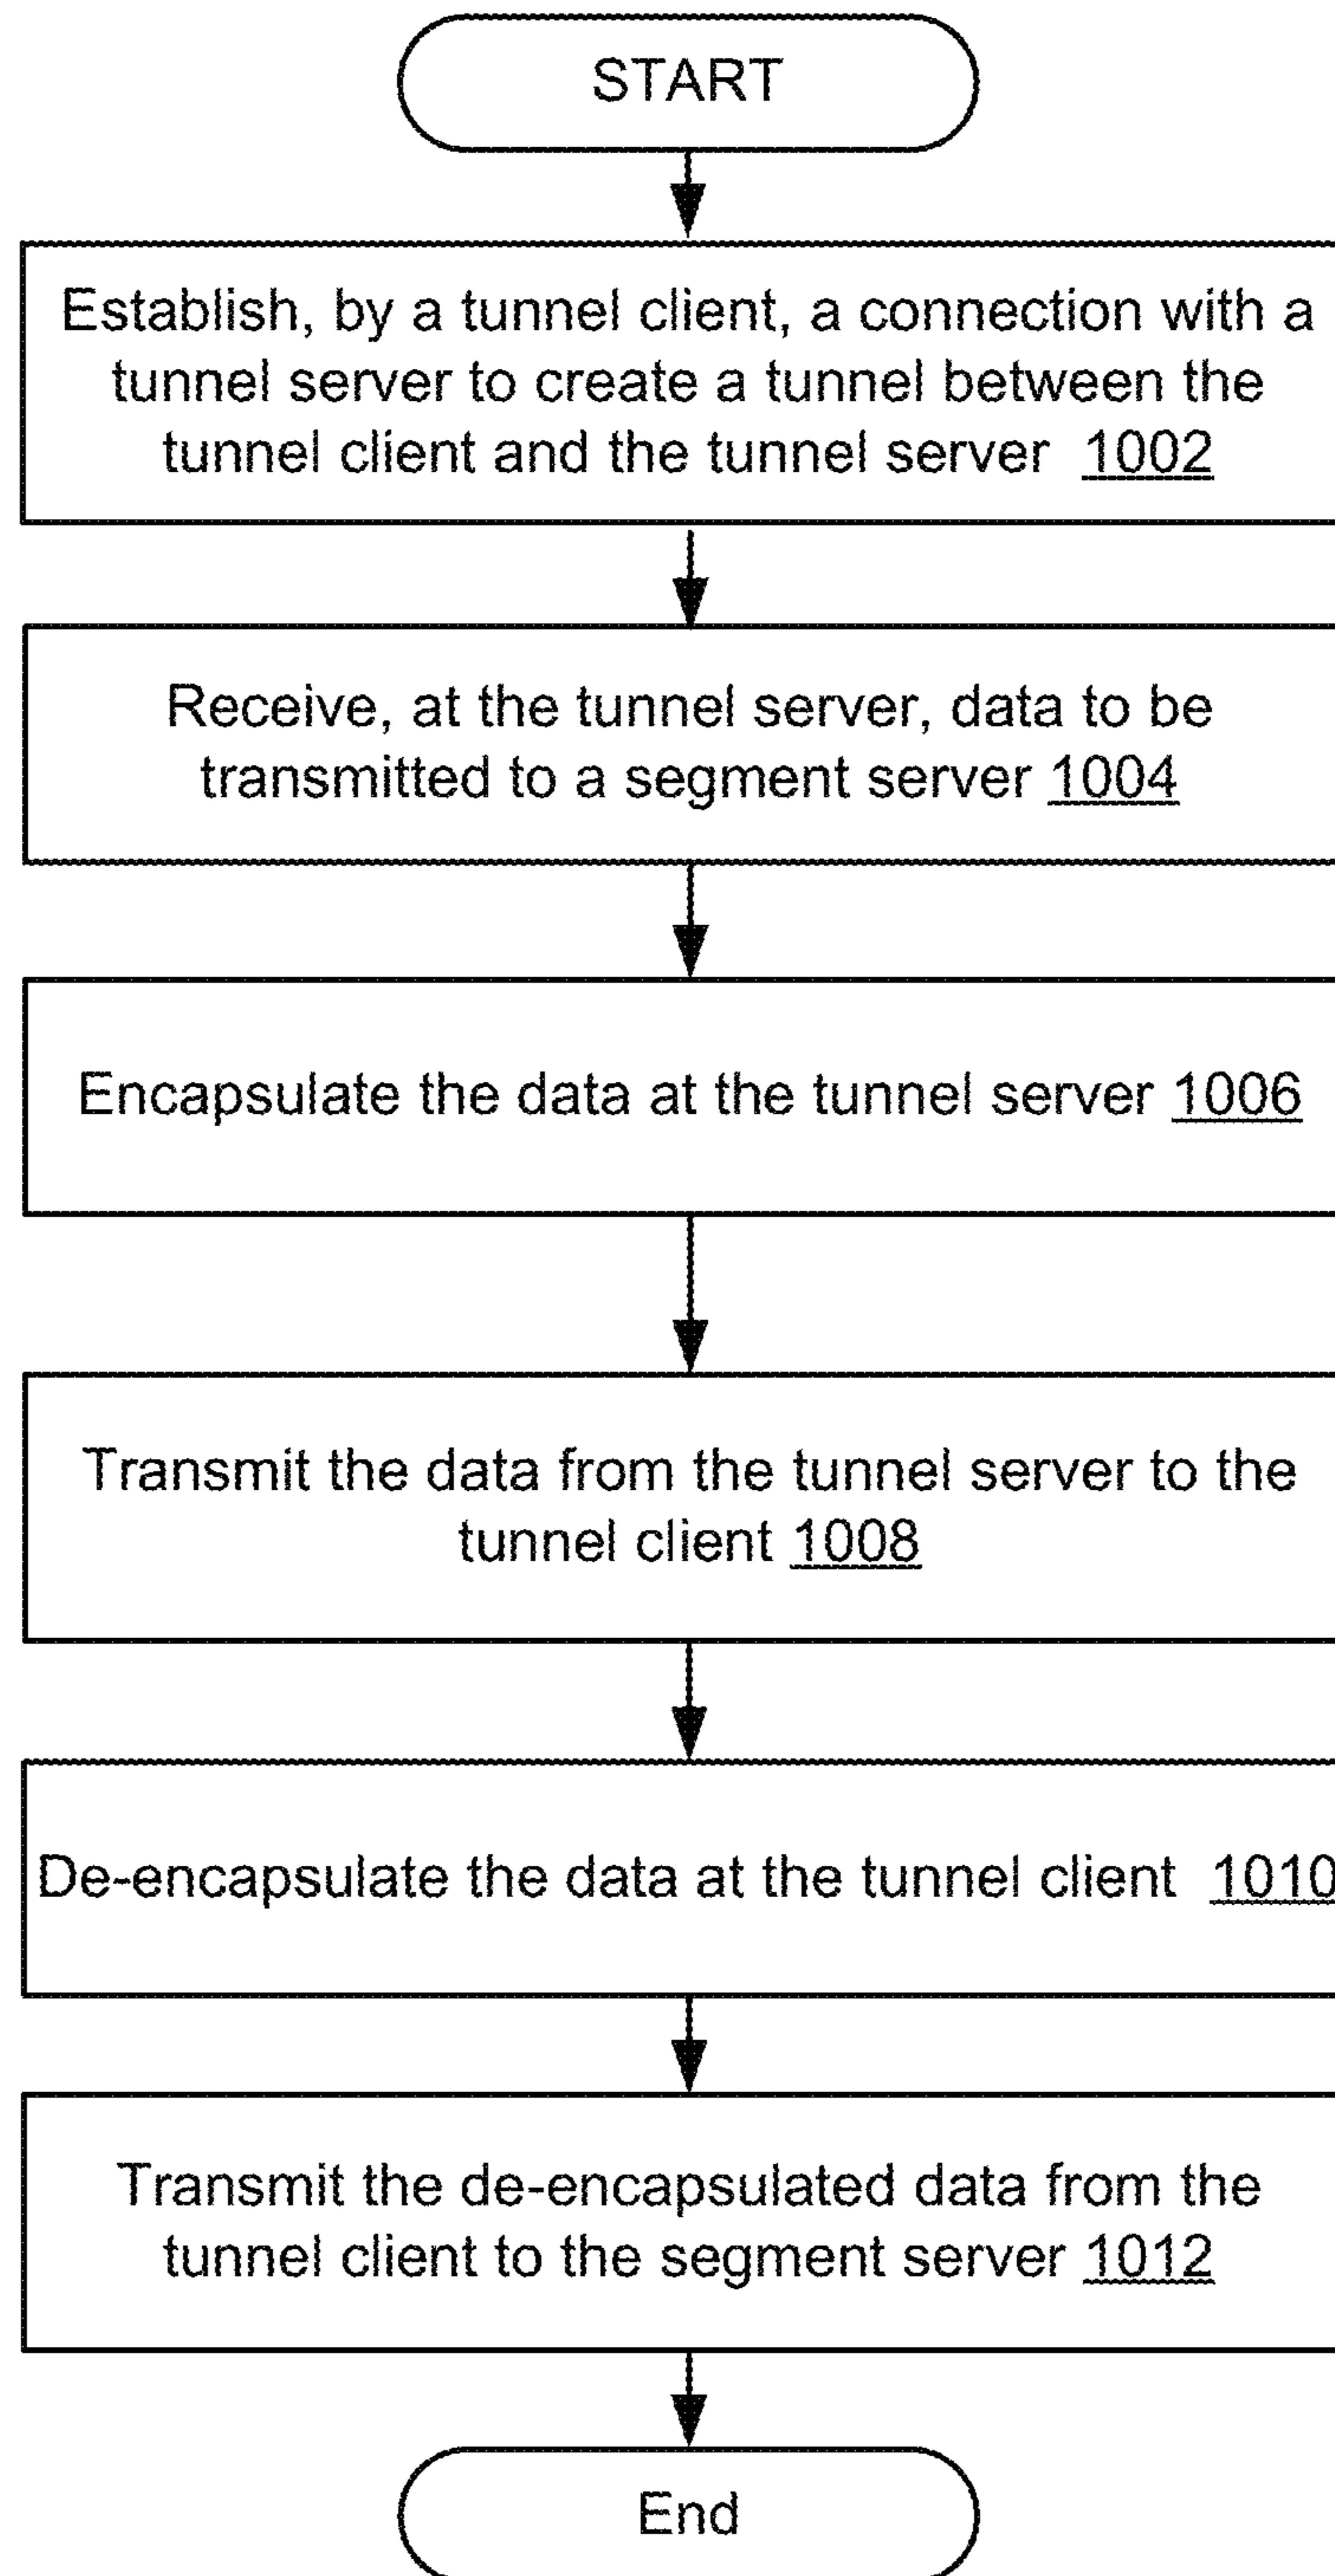 START
Establish, by a tunnel client, a connection with a
tunnel server to create a tunnel between the
tunnel client and the tunnel server 1002
Receive, at the tunnel server, data to be
transmitted to a segment server 1004
Encapsulate the data at the tunnel server 1006
Transmit the data from the tunnel server to the
tunnel client 1008
De-encapsulate the data at the tunnel client 1010
Transmit the de-encapsulated data from the
tunnel client to the segment server 1012
End